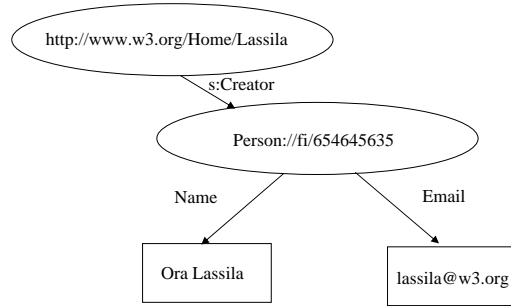 http://www.w3.org/Home/Lassila
s:Creator
Person://fi/654645635
Name
Email
Ora Lassila
lassila@w3.org